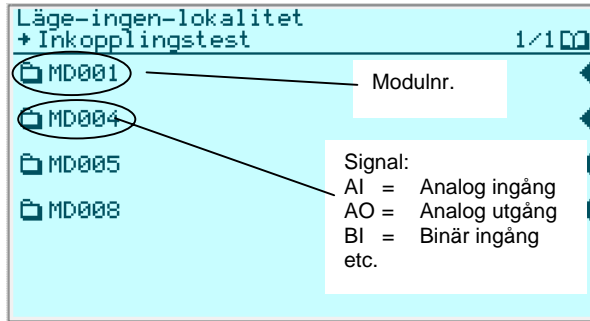 Läge-ingen-lokalitet
→ Inkopplingstest 1/1
MD001
Modulnr.
MD004
MD005
Signal:
AI = Analog ingång
AO = Analog utgång
BI = Binär ingång
etc.
MD008